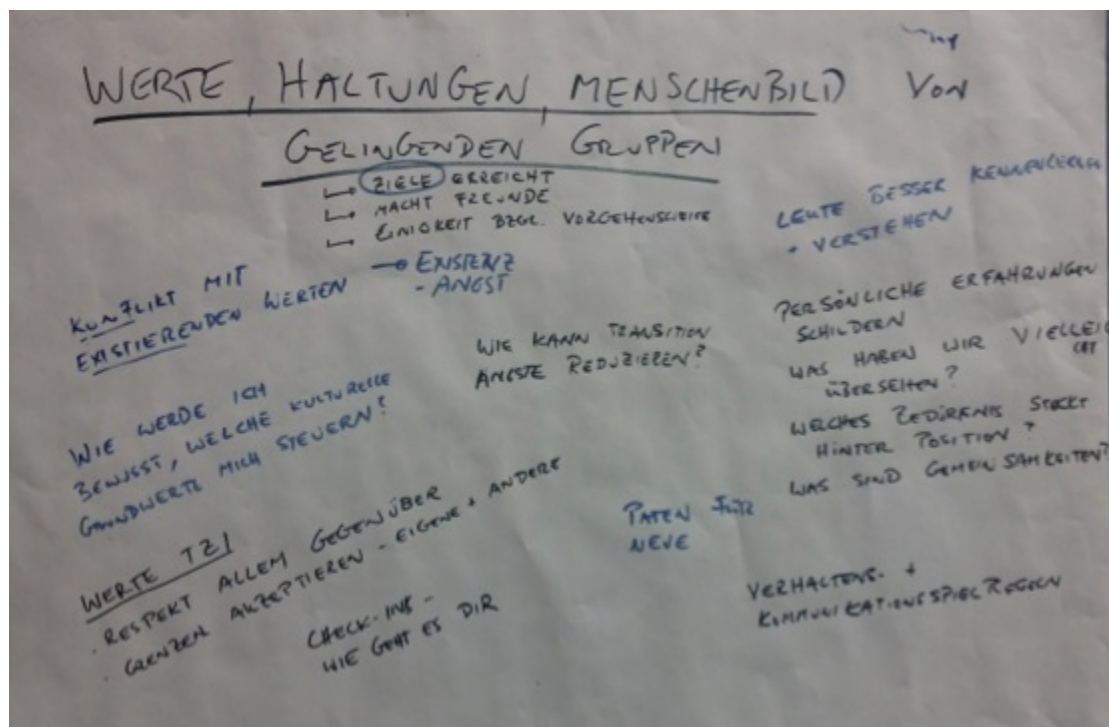 WERTE, HALTUNGEN, MENSCHENBILD VON
GELINGENDEN GRUPPEN
↳ ZIELE ERREICHT
↳ MACHT FREUNDE
↳ EINIGKEIT BZGL. VORGEHENSWEISE
LEUTE BESSER KENNENLERNEN
+ VERSTEHEN
KONFLIKT MIT
EXISTIERENDEN WERTEN → EXISTENZ
- ANGST
WIE KANN TRANSITION
ÄNGSTE REDUZIEREN?
PERSÖNLICHE ERFAHRUNGEN
SCHILDERN
WAS HABEN WIR VIELLEICHT
ÜBERSEHEN?
WELCHES BEDÜRFNIS STECKT
HINTER POSITION?
WAS SIND GEMEINSAMKEITEN?
WIE WERDE ICH
BEWUSST, WELCHE KULTURELLE
GRUNDWERTE MICH STEUERN?
WERTE TZI
. RESPEKT ALLEM GEGENÜBER
. GRENZEN AKZEPTIEREN - EIGENE + ANDERE
CHECK-INS -
WIE GEHT ES DIR
PATEN FÜR
NEUE
VERHALTENS- +
KOMMUNIKATIONSSPIELREGELN